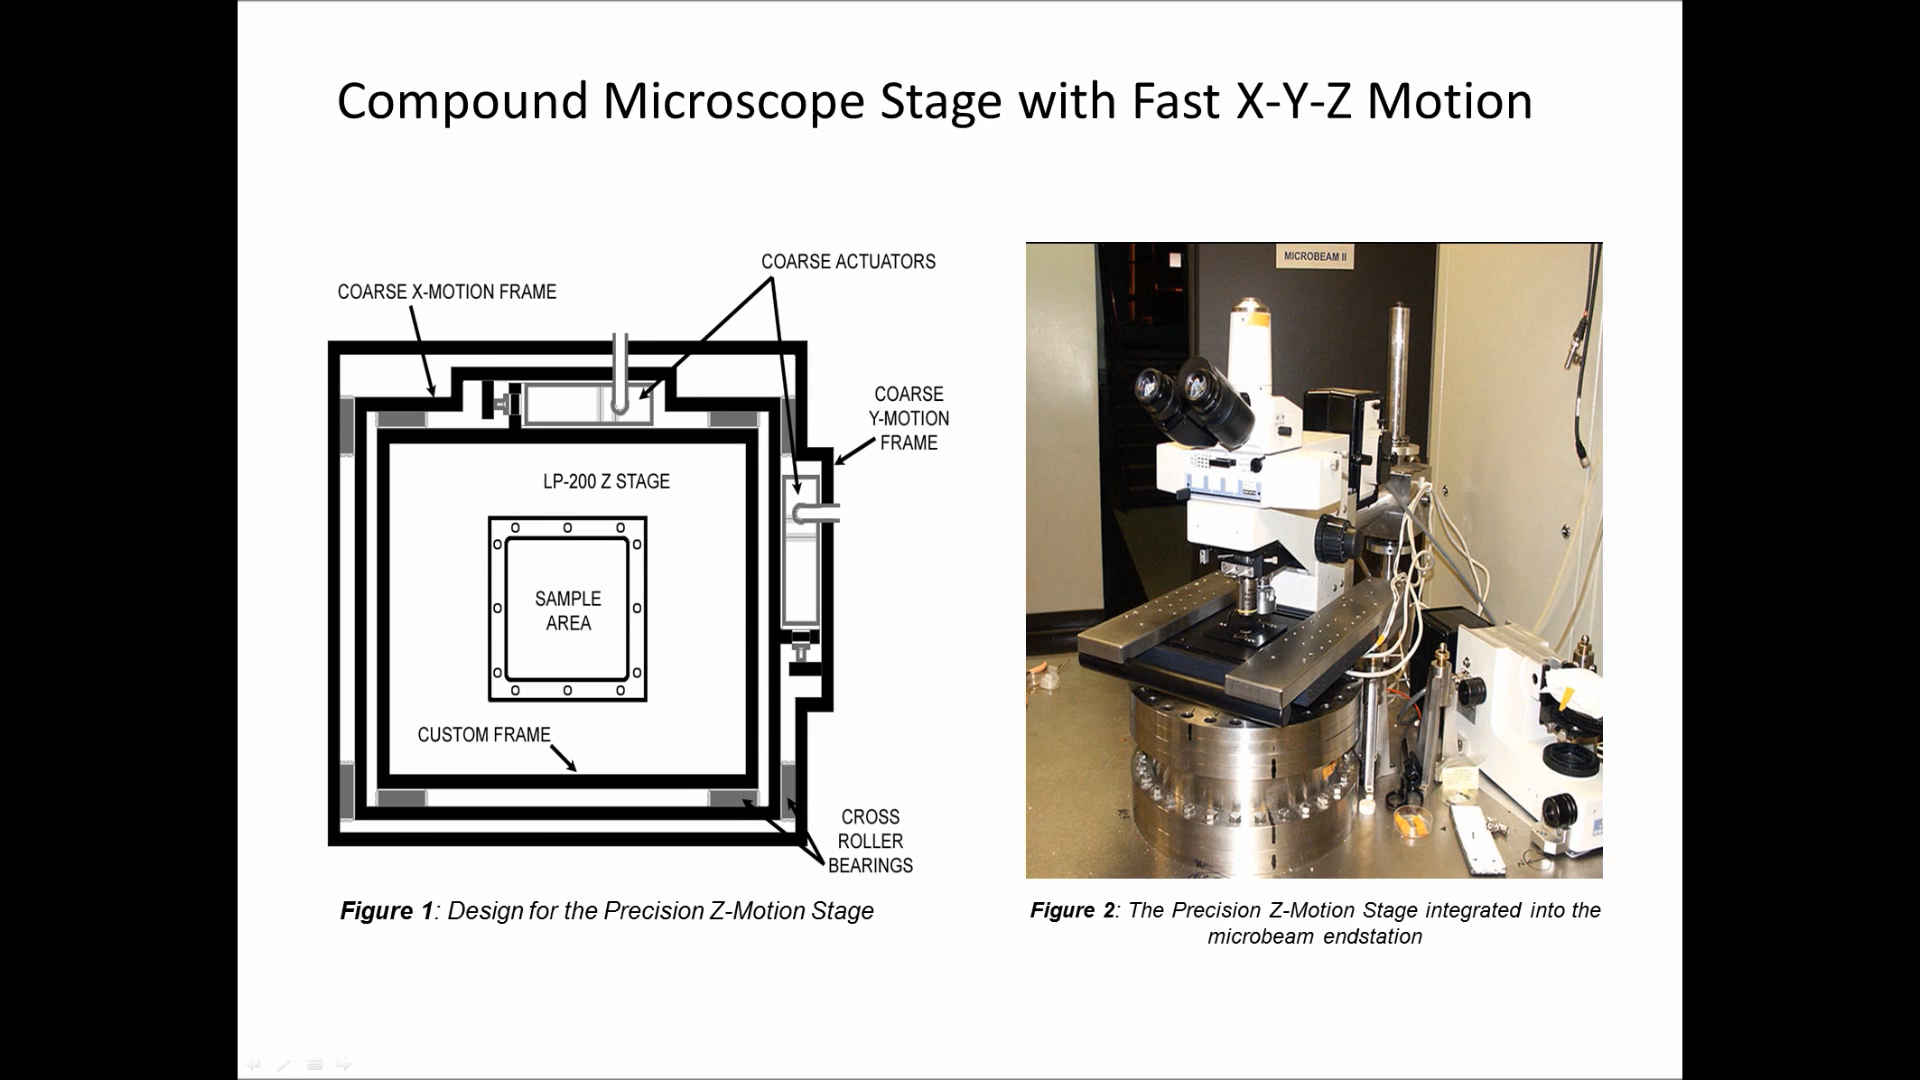 Compound Microscope Stage with Fast X-Y-Z Motion
COARSE ACTUATORS
COARSE X-MOTION FRAME
COARSE
Y-MOTION
FRAME
LP-200 Z STAGE
SAMPLE
AREA
CUSTOM FRAME
CROSS
ROLLER
BEARINGS
Figure 1: Design for the Precision Z-Motion Stage
MICROBEAM II
Figure 2: The Precision Z-Motion Stage integrated into the
microbeam endstation